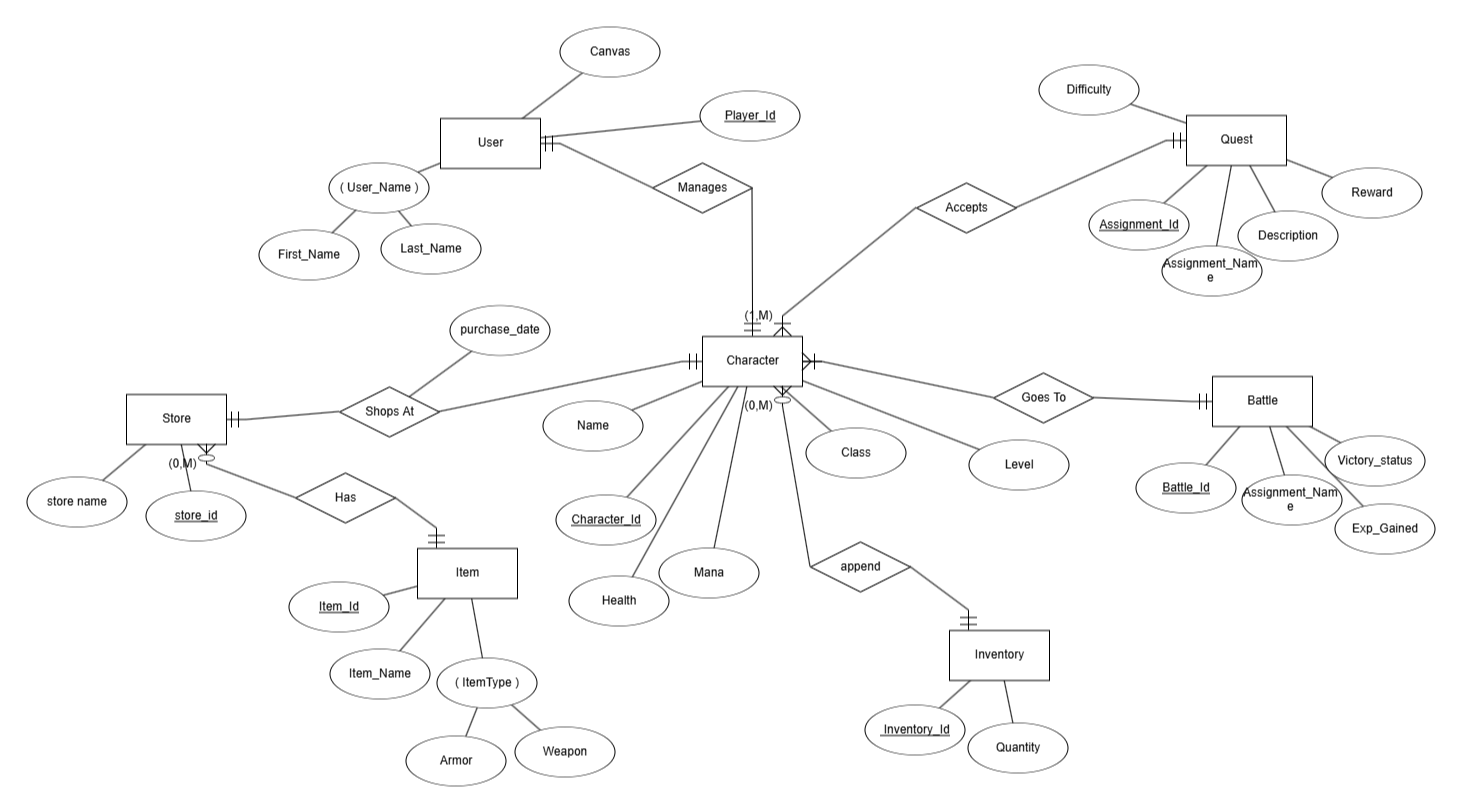 Canvas
Difficulty
Player_Id
User
Quest
( User_Name )
Manages
Reward
Accepts
Assignment_Id
Description
First_Name
Last_Name
Assignment_Nam
e
(1,M)
purchase_date
Character
Goes To
Battle
Shops At
Store
(0,M)
Name
Class
(0,M)
Level
Victory_status
store name
store_id
Has
Battle_Id
Assignment_Nam
e
Character_Id
Exp_Gained
Item
Mana
append
Item_Id
Health
Inventory
Item_Name
( ItemType )
Inventory_Id
Quantity
Armor
Weapon